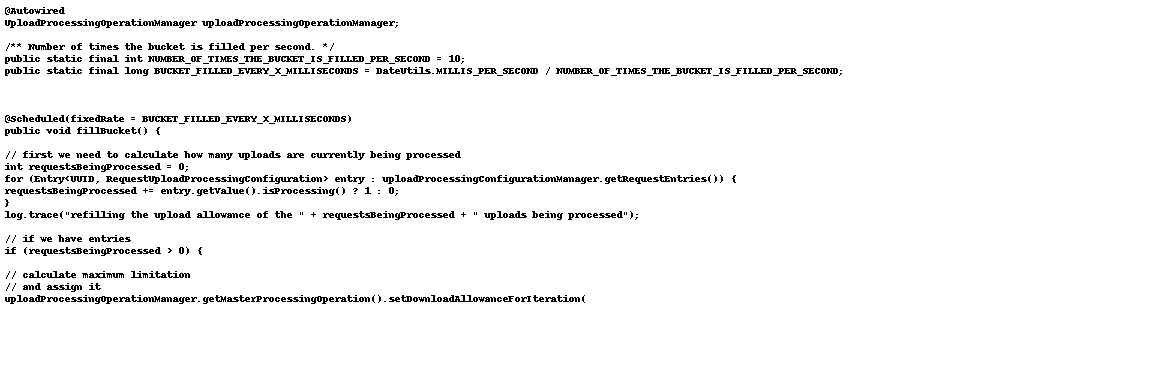 @Autowired
UploadProcessingOperationManager uploadProcessingOperationManager;
/** Number of times the bucket is filled per second. */
public static final int NUMBER_OF_TIMES_THE_BUCKET_IS_FILLED_PER_SECOND = 10;
public static final long BUCKET_FILLED_EVERY_X_MILLISECONDS = DateUtils.MILLIS_PER_SECOND / NUMBER_OF_TIMES_THE_BUCKET_IS_FILLED_PER_SECOND;
@Scheduled(fixedRate = BUCKET_FILLED_EVERY_X_MILLISECONDS)
public void fillBucket() {
// first we need to calculate how many uploads are currently being processed
int requestsBeingProcessed = 0;
for (Entry<UUID, RequestUploadProcessingConfiguration> entry : uploadProcessingConfigurationManager.getRequestEntries()) {
requestsBeingProcessed += entry.getValue().isProcessing() ? 1 : 0;
}
log.trace("refilling the upload allowance of the " + requestsBeingProcessed + " uploads being processed");
// if we have entries
if (requestsBeingProcessed > 0) {
// calculate maximum limitation
// and assign it
uploadProcessingOperationManager.getMasterProcessingOperation().setDownloadAllowanceForIteration(